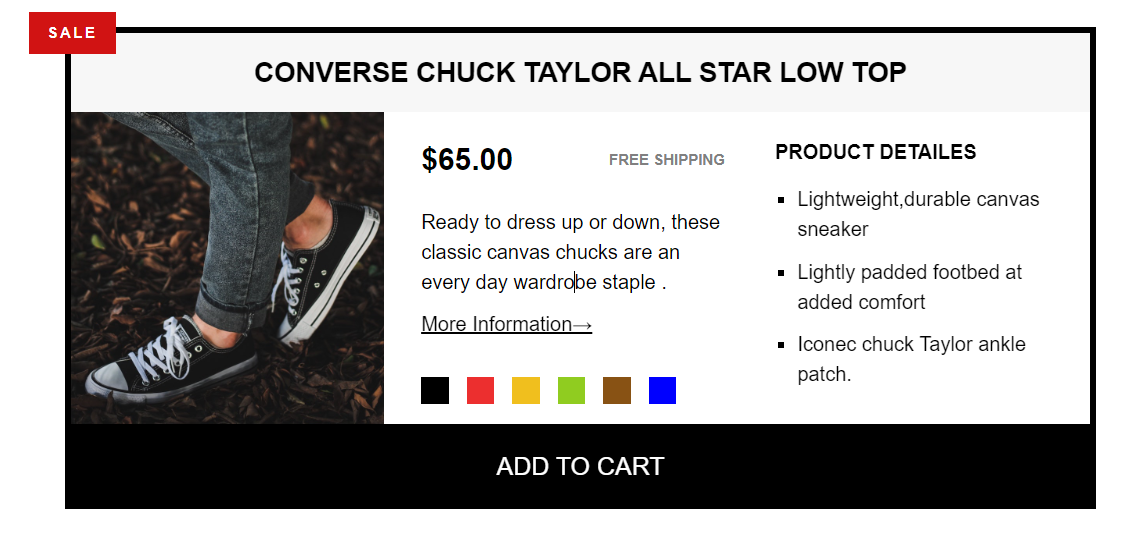 SALE
CONVERSE CHUCK TAYLOR ALL STAR LOW TOP
$65.00
FREE SHIPPING
Ready to dress up or down, these
classic canvas chucks are an
every day wardrobe staple .
More Information→
PRODUCT DETAILES
Lightweight,durable canvas
sneaker
Lightly padded footbed at
added comfort
Iconec chuck Taylor ankle
patch.
ADD TO CART